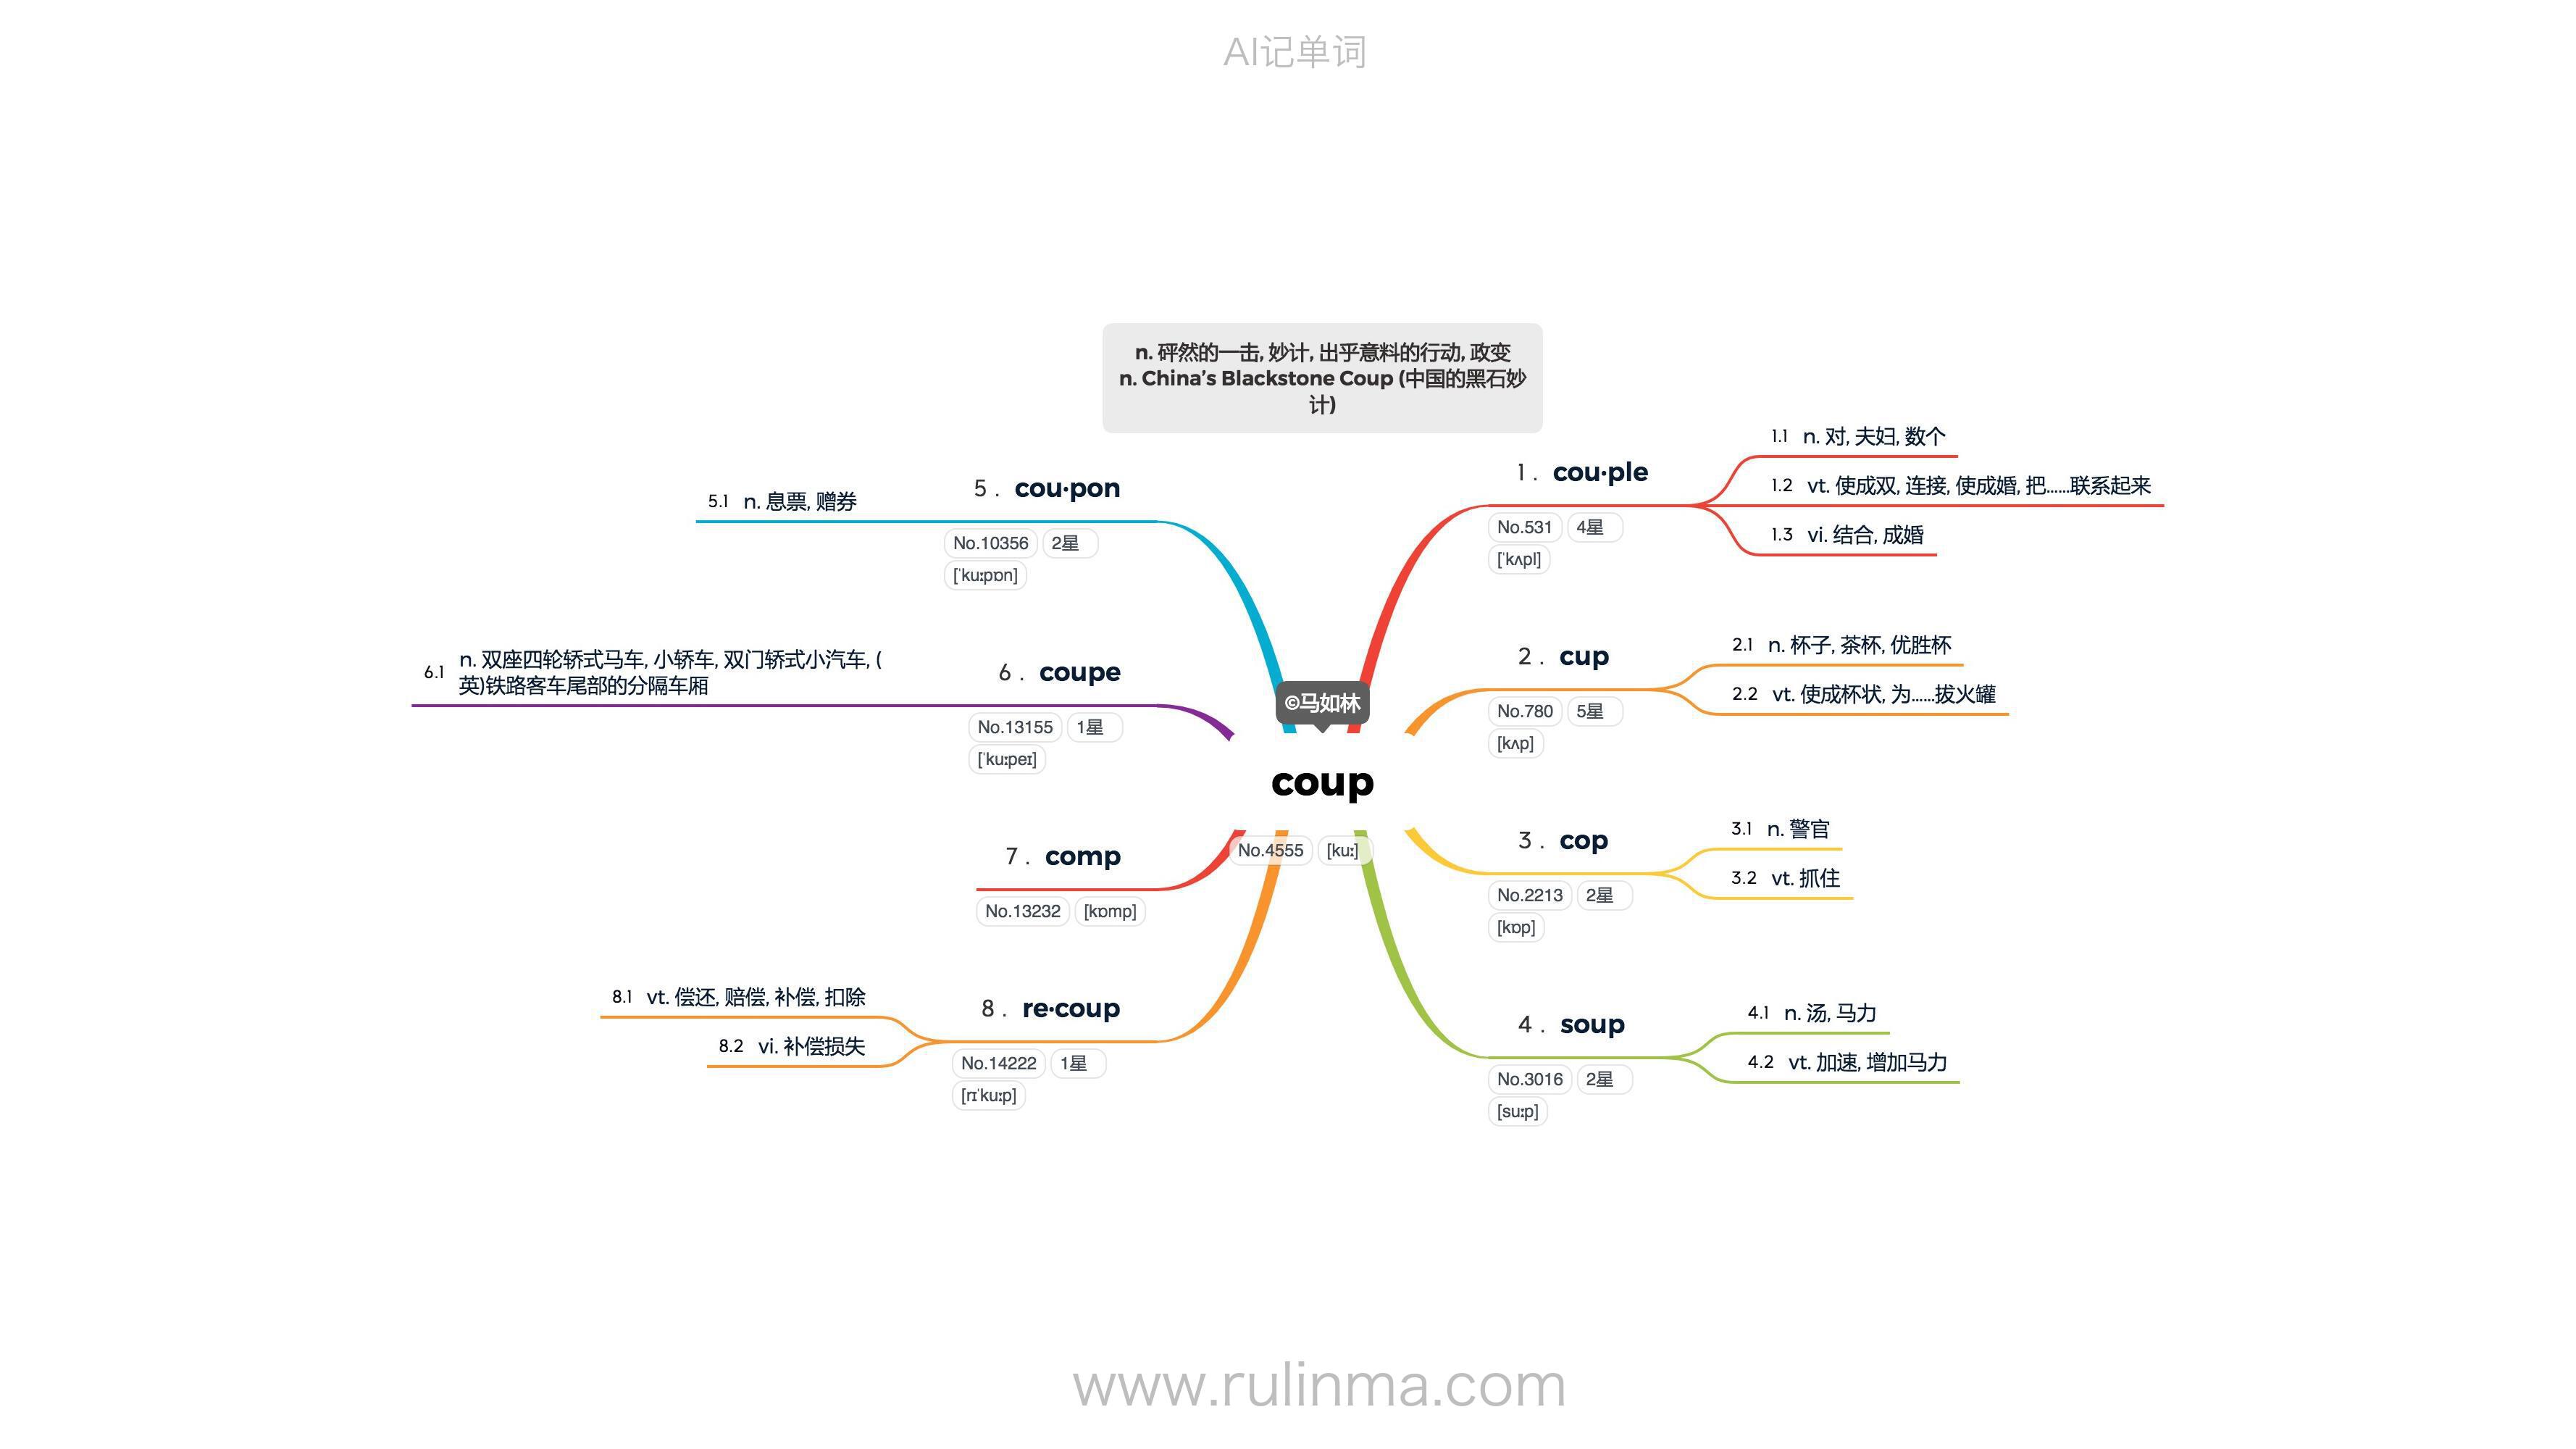 AI记单词
n. 砰然的一击, 妙计, 出乎意料的行动, 政变
n. China’s Blackstone Coup (中国的黑石妙
计)
©马如林
coup
No.4555 [kuː]
1 . cou·ple
No.531 4星
[ˈkʌpl]
1.1 n. 对, 夫妇, 数个
1.2 vt. 使成双, 连接, 使成婚, 把……联系起来
1.3 vi. 结合, 成婚
2 . cup
No.780 5星
[kʌp]
2.1 n. 杯子, 茶杯, 优胜杯
2.2 vt. 使成杯状, 为……拔火罐
3 . cop
No.2213 2星
[kɒp]
3.1 n. 警官
3.2 vt. 抓住
4 . soup
No.3016 2星
[suːp]
4.1 n. 汤, 马力
4.2 vt. 加速, 增加马力
5 . cou·pon
No.10356 2星
[ˈkuːpɒn]
5.1 n. 息票, 赠券
6 . coupe
No.13155 1星
[ˈkuːpeɪ]
6.1 n. 双座四轮轿式马车, 小轿车, 双门轿式小汽车, (
英)铁路客车尾部的分隔车厢
7 . comp
No.13232 [kɒmp]
8 . re·coup
No.14222 1星
[rɪˈkuːp]
8.1 vt. 偿还, 赔偿, 补偿, 扣除
8.2 vi. 补偿损失
www.rulinma.com